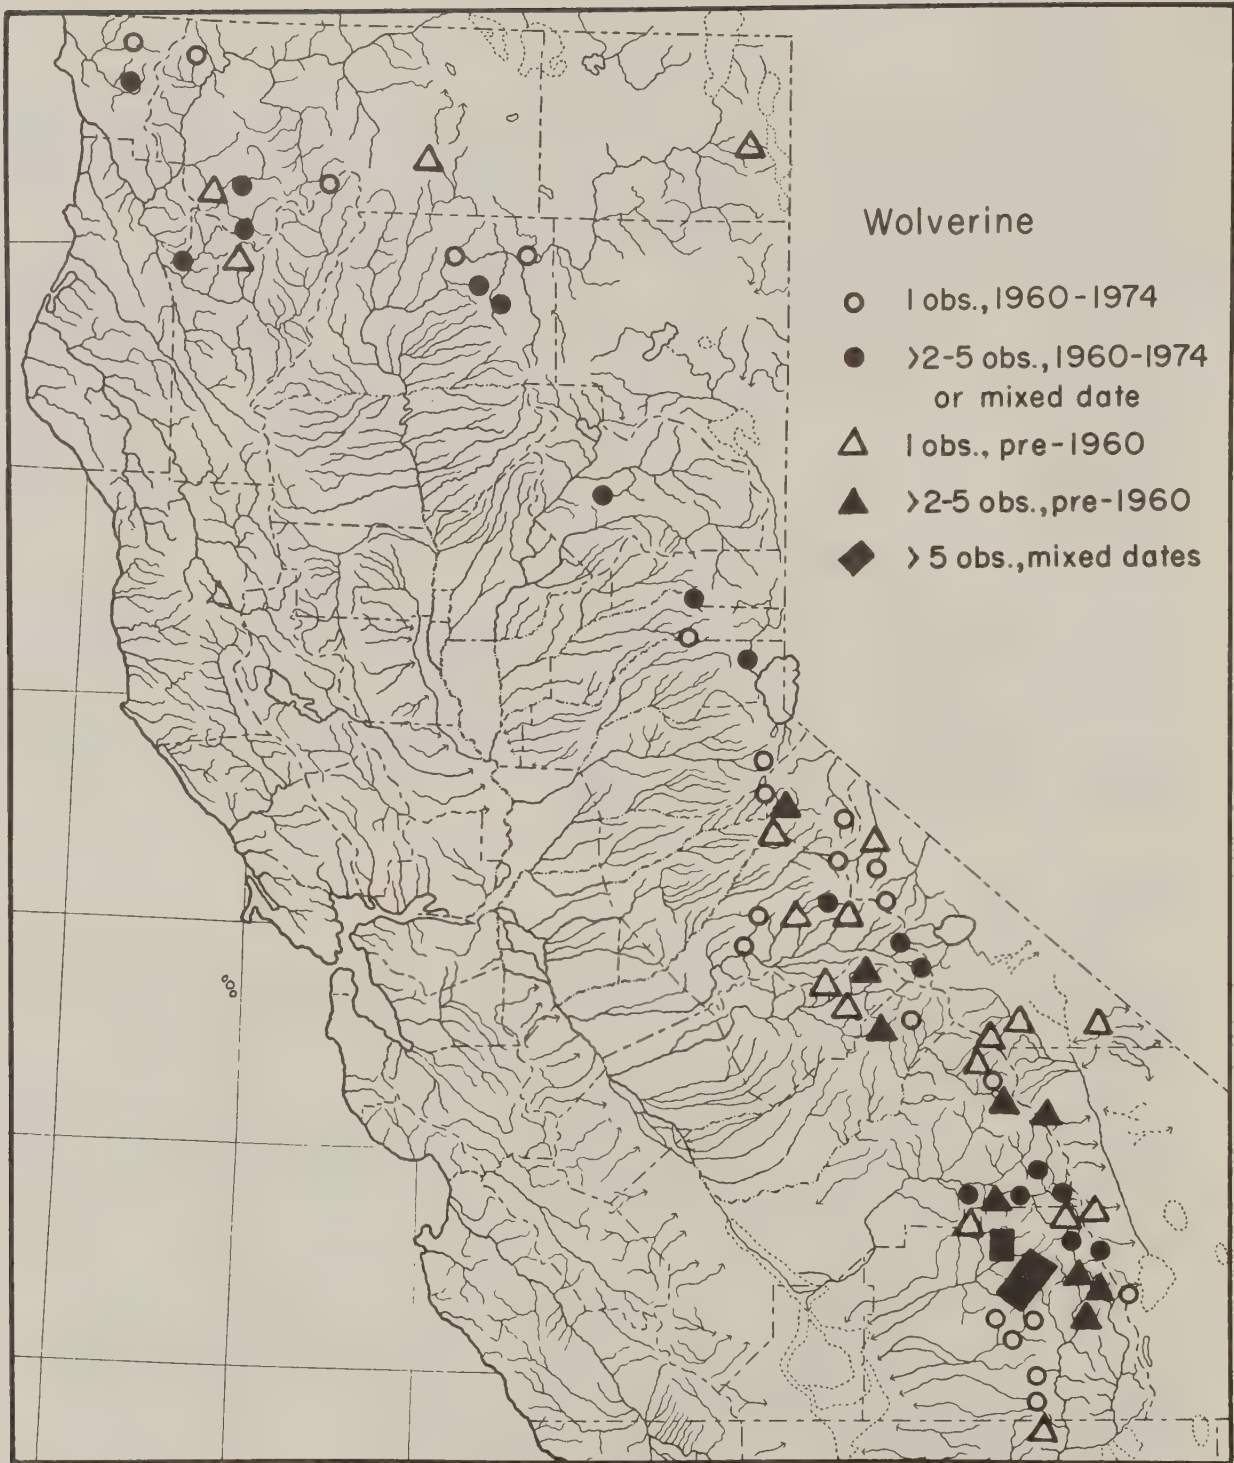 Wolverine
1 obs., 1960-1974
>2-5 obs., 1960-1974
or mixed date
1 obs., pre-1960
>2-5 obs., pre-1960
> 5 obs., mixed dates